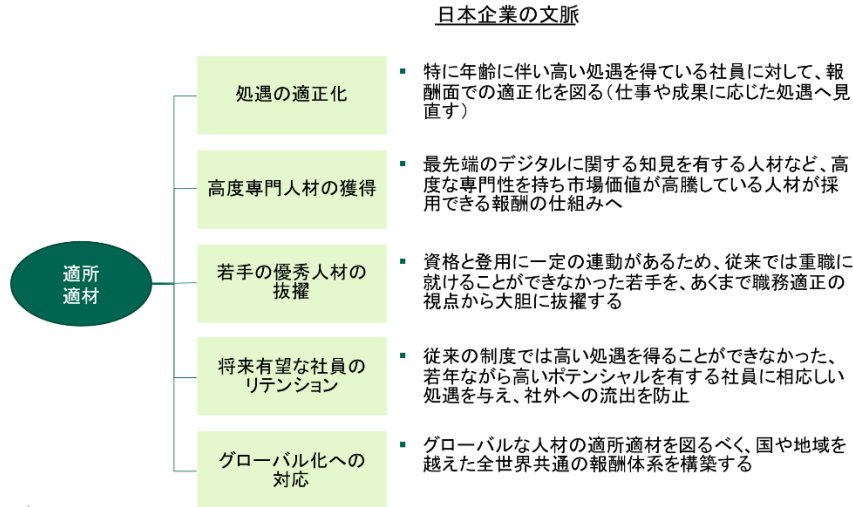 日本企業の文脈
適所
適材
処遇の適正化
▪ 特に年齢に伴い高い処遇を得ている社員に対して、報
酬面での適正化を図る（仕事や成果に応じた処遇へ見
直す）
高度専門人材の獲得
▪ 最先端のデジタルに関する知見を有する人材など、高
度な専門性を持ち市場価値が高騰している人材が採
用できる報酬の仕組みへ
若手の優秀人材の
抜擢
▪ 資格と登用に一定の連動があるため、従来では重職に
就けることができなかった若手を、あくまで職務適正の
視点から大胆に抜擢する
将来有望な社員の
リテンション
▪ 従来の制度では高い処遇を得ることができなかった、
若年ながら高いポテンシャルを有する社員に相応しい
処遇を与え、社外への流出を防止
グローバル化への
対応
▪ グローバルな人材の適所適材を図るべく、国や地域を
越えた全世界共通の報酬体系を構築する